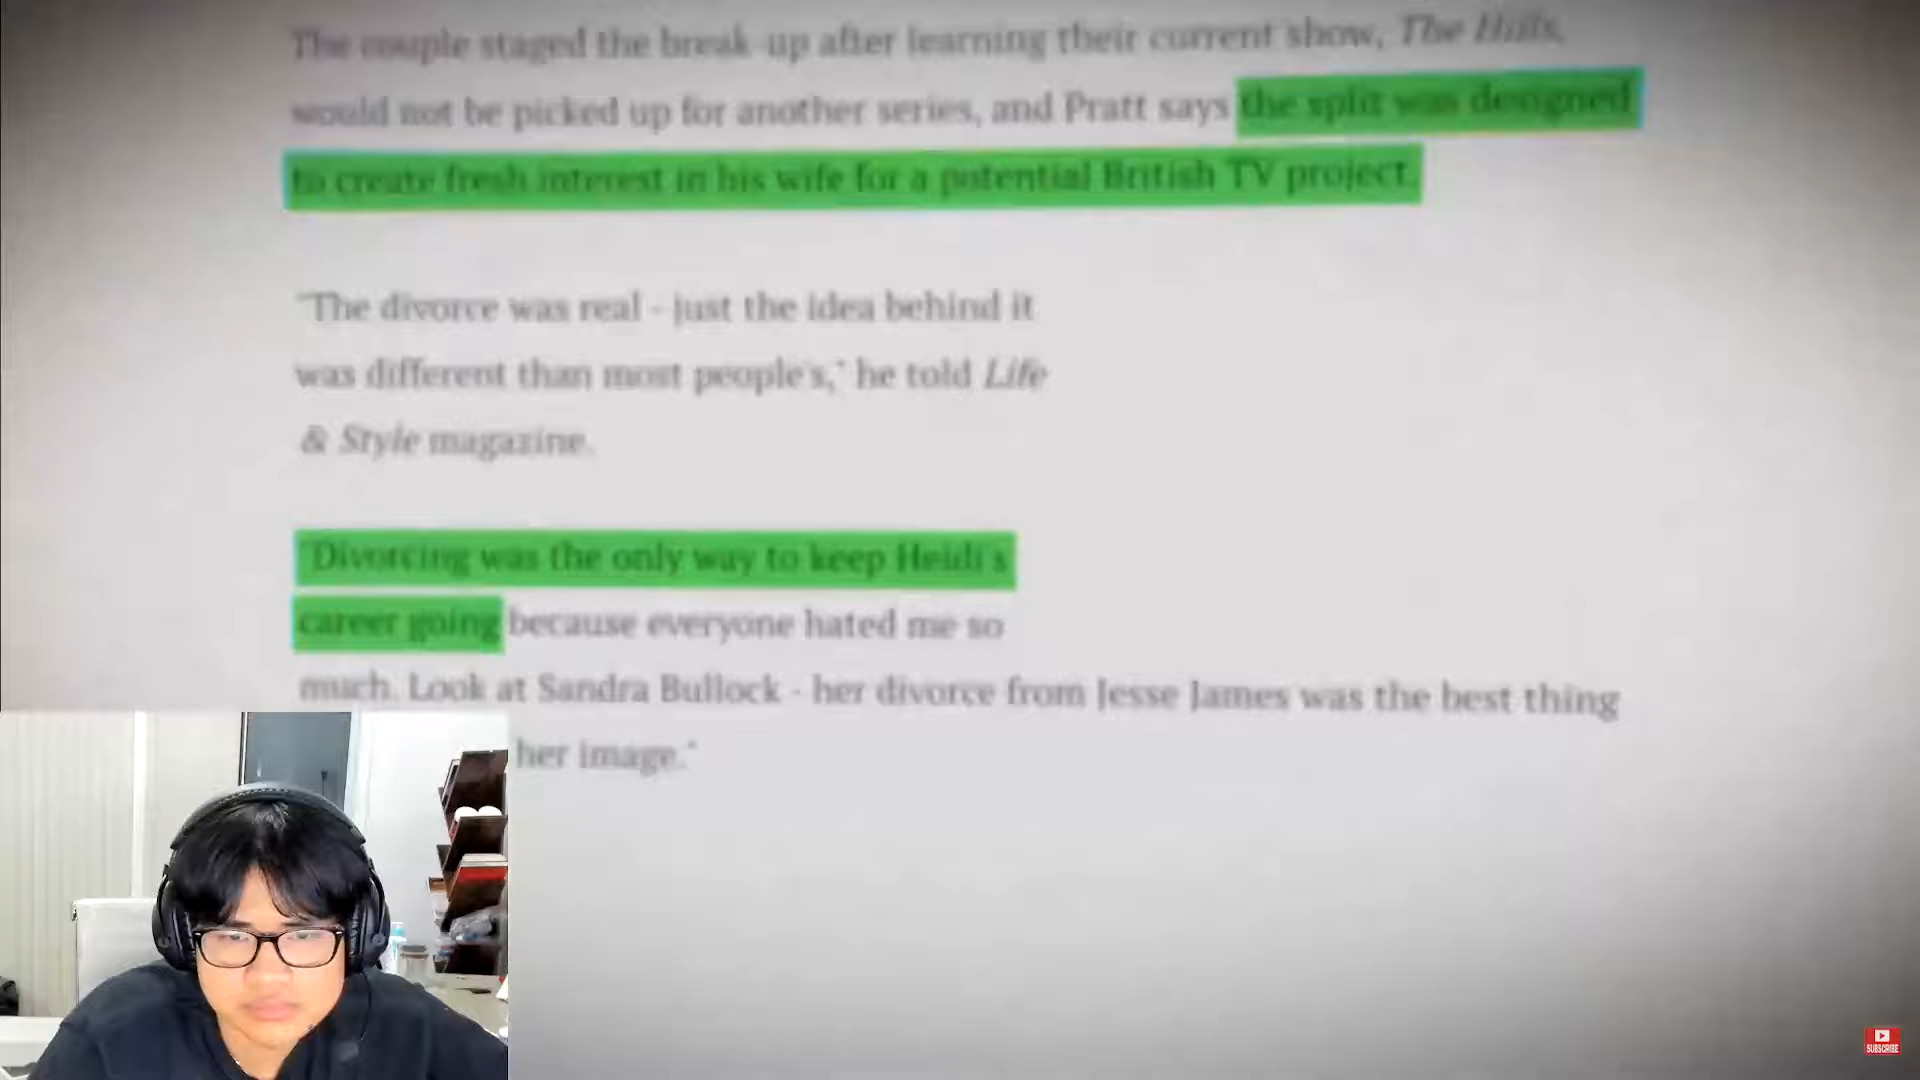 The couple staged the break-up after learning their current show, The Hills,
would not be picked up for another series, and Pratt says the split was designed
to create fresh interest in his wife for a potential British TV project.
"The divorce was real - just the idea behind it
was different than most people's," he told Life
& Style magazine.
"Divorcing was the only way to keep Heidi's
career going because everyone hated me so
much. Look at Sandra Bullock - her divorce from Jesse James was the best thing
her image."
SUBSCRIBE